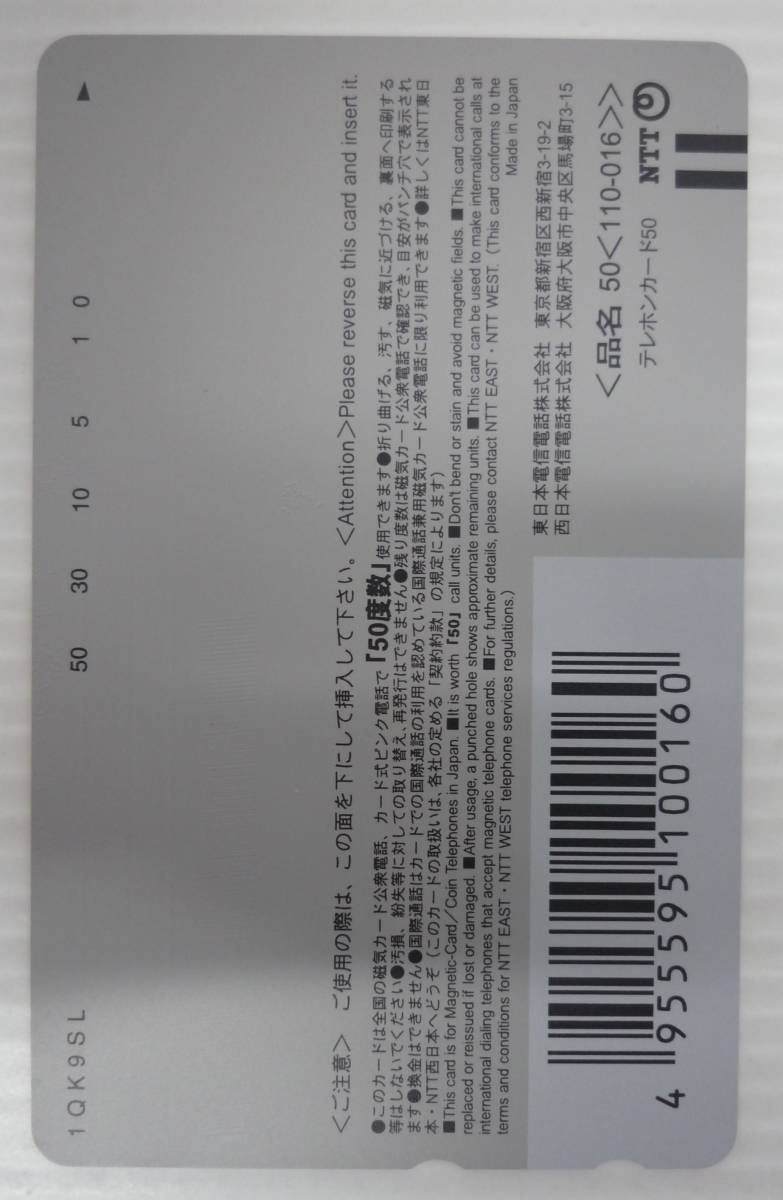 1QK9SL 50 30 10 5 1 0
＜ご注意＞ ご使用の際は、この面を下にして挿入して下さい。＜Attention＞Please reverse this card and insert it.
●このカードは全国の磁気カード公衆電話、カード式ピンク電話で「50度数」使用できます●折り曲げる、汚す、磁気に近づける、裏面へ印刷する
等はしないでください●汚損、紛失等に対しての取り替え、再発行はできません●残り度数は磁気カード公衆電話で確認でき、目安がパンチ穴で表示され
ます●換金はできません●国際通話はカードでの国際通話の利用を認めている国際通話兼用磁気カード公衆電話に限り利用できます●詳しくはNTT東日
本・NTT西日本へどうぞ（このカードの取扱いは、各社の定める「契約約款」の規定によります）
■This card is for Magnetic-Card／Coin Telephones in Japan. ■It is worth「50」call units. ■Don't bend or stain and avoid magnetic fields. ■This card cannot be
replaced or reissued if lost or damaged. ■After usage, a punched hole shows approximate remaining units. ■This card can be used to make international calls at
international dialing telephones that accept magnetic telephone cards. ■For further details, please contact NTT EAST・NTT WEST. (This card conforms to the
terms and conditions for NTT EAST・NTT WEST telephone services regulations.)
Made in Japan
東日本電信電話株式会社 東京都新宿区西新宿3-19-2
西日本電信電話株式会社 大阪府大阪市中央区馬場町3-15
＜品名 50＜110-016＞＞
テレホンカード50 NTT
4 955595 100160